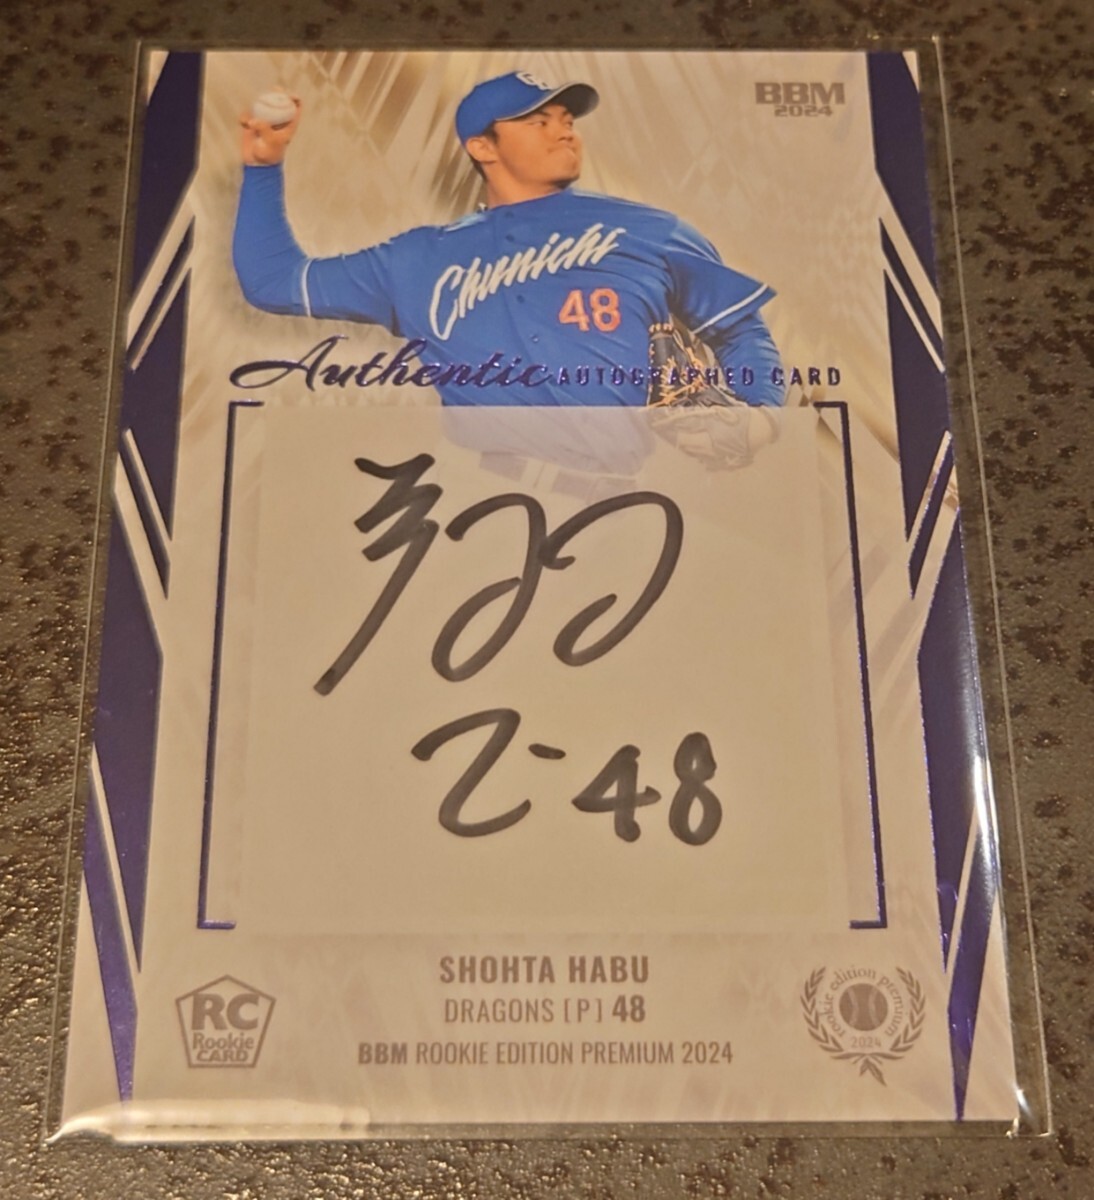 BBM
2024
Chunichi
48
Authentic AUTOGRAPHED CARD
48
SHOHTA HABU
DRAGONS [P] 48
RC
Rookie
CARD
rookie edition premium
2024
BBM ROOKIE EDITION PREMIUM 2024